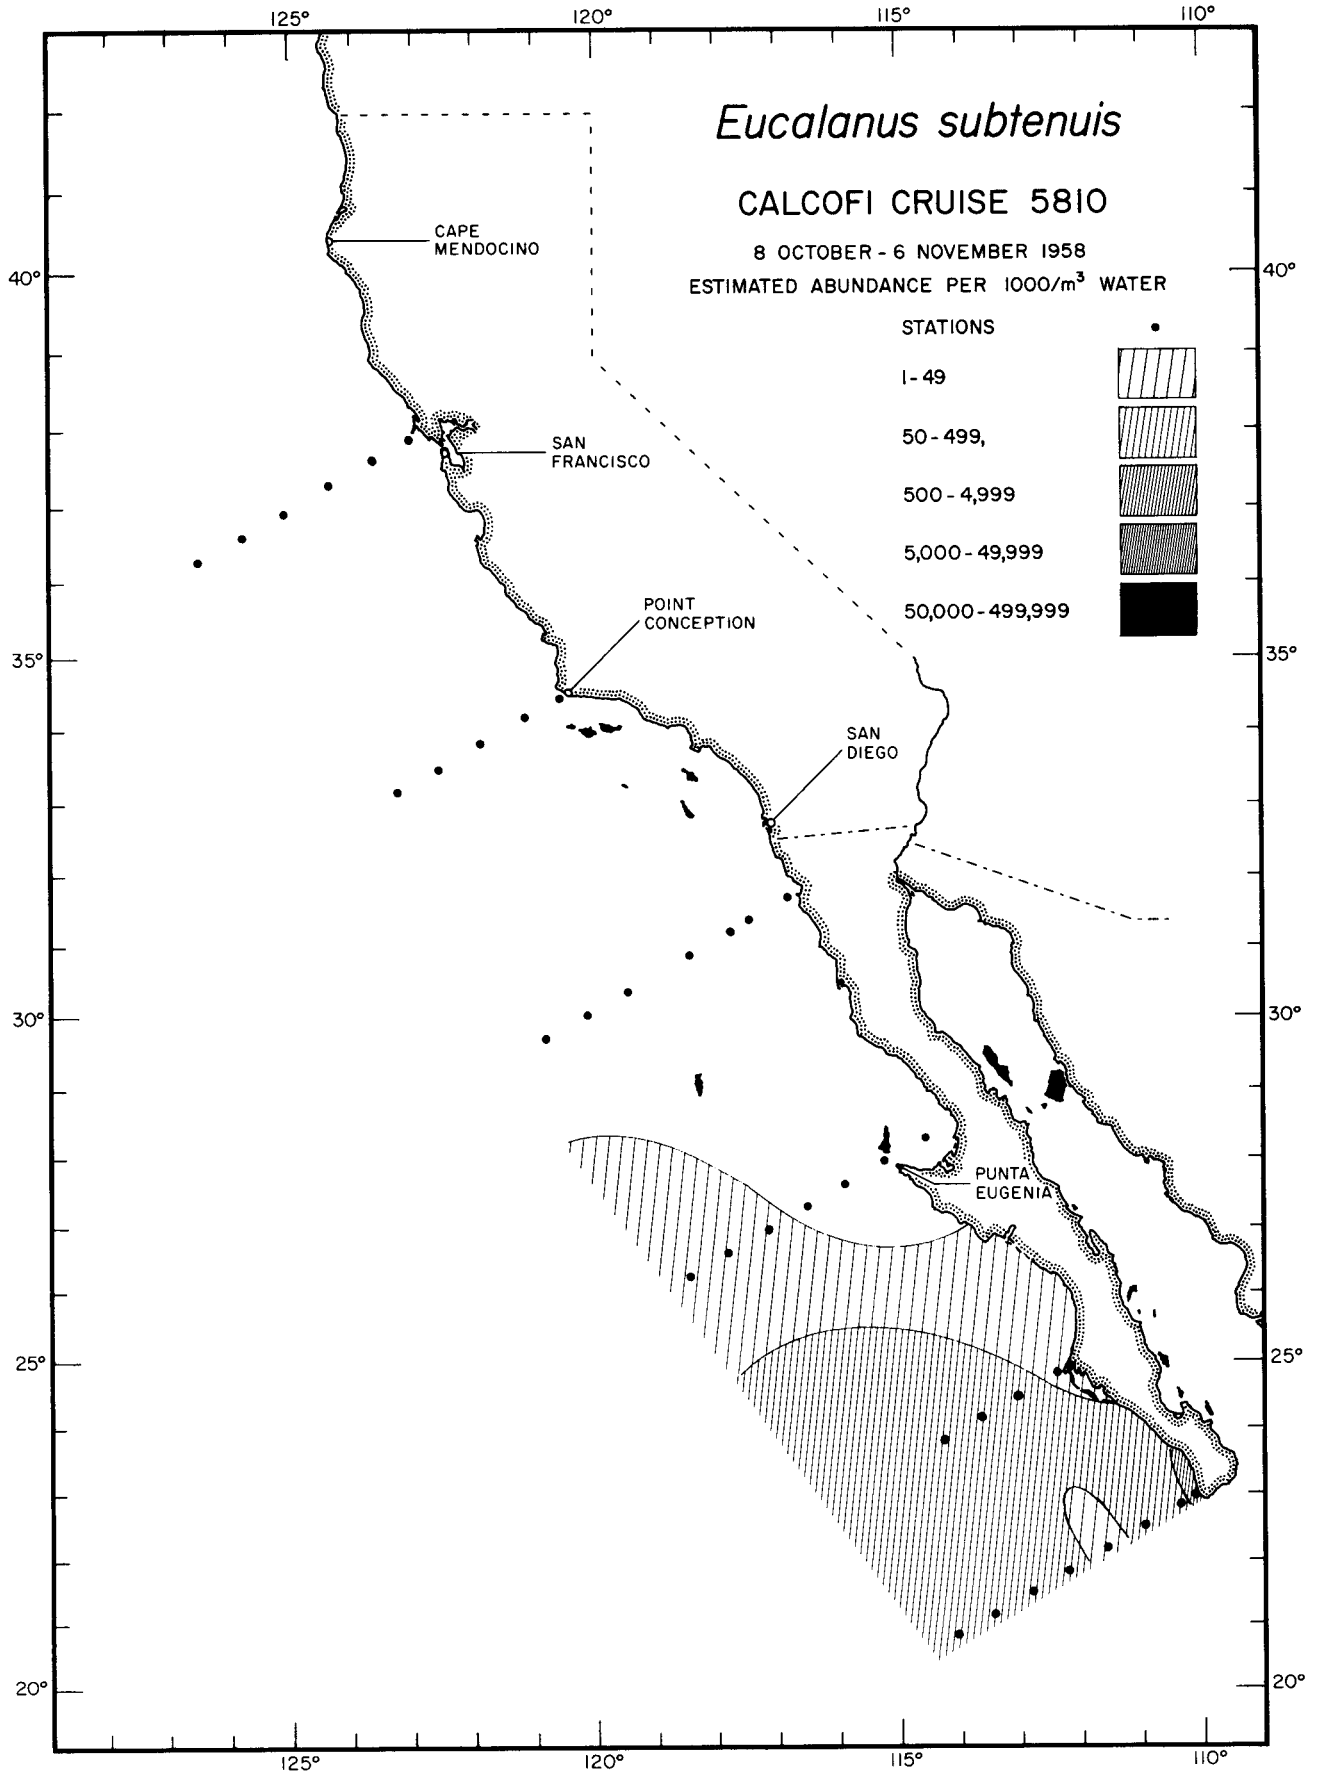 125°
120°
115°
110°
Eucalanus subtenuis
CALCOFI CRUISE 5810
8 OCTOBER - 6 NOVEMBER 1958
ESTIMATED ABUNDANCE PER 1000/m³ WATER
STATIONS
1-49
50-499,
500-4,999
5,000-49,999
50,000-499,999
CAPE
MENDOCINO
40°
40°
SAN
FRANCISCO
POINT
CONCEPTION
35°
35°
SAN
DIEGO
30°
30°
PUNTA
EUGENIA
25°
25°
20°
20°
125°
120°
115°
110°